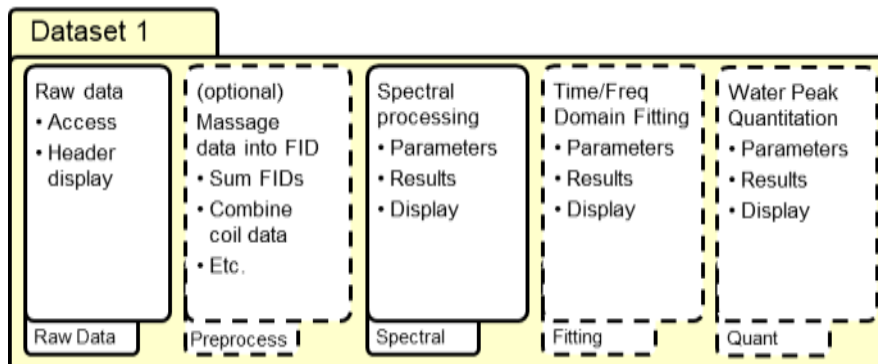 Dataset 1
Raw data
• Access
• Header
display
Raw Data
(optional)
Massage
data into FID
• Sum FIDs
• Combine
coil data
• Etc.
Preprocess
Spectral
processing
• Parameters
• Results
• Display
Spectral
Time/Freq
Domain Fitting
• Parameters
• Results
• Display
Fitting
Water Peak
Quantitation
• Parameters
• Results
• Display
Quant